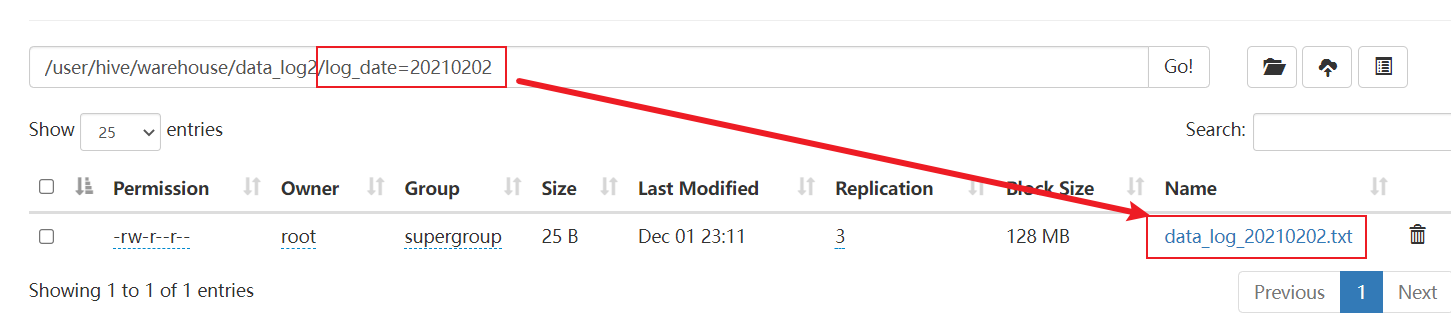 /user/hive/warehouse/data_log2/log_date=20210202 Go!
Show 25 entries Search:
Permission Owner Group Size Last Modified Replication Block Size Name
-rw-r--r-- root supergroup 25 B Dec 01 23:11 3 128 MB data_log_20210202.txt
Showing 1 to 1 of 1 entries Previous 1 Next